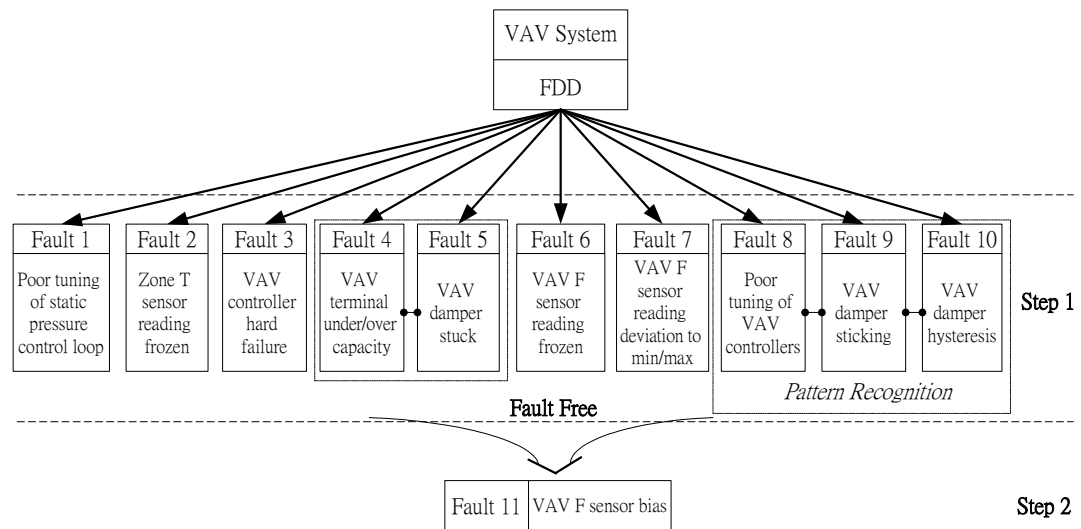 VAV System
FDD
Fault 1
Poor tuning
of static
pressure
control loop
Fault 2
Zone T
sensor
reading
frozen
Fault 3
VAV
controller
hard
failure
Fault 4
VAV
terminal
under/over
capacity
Fault 5
VAV
damper
stuck
Fault 6
VAV F
sensor
reading
frozen
Fault 7
VAV F
sensor
reading
deviation to
min/max
Fault 8
Poor
tuning of
VAV
controllers
Fault 9
VAV
damper
sticking
Fault 10
VAV
damper
hysteresis
Step 1
Pattern Recognition
Fault Free
Fault 11
VAV F sensor bias
Step 2